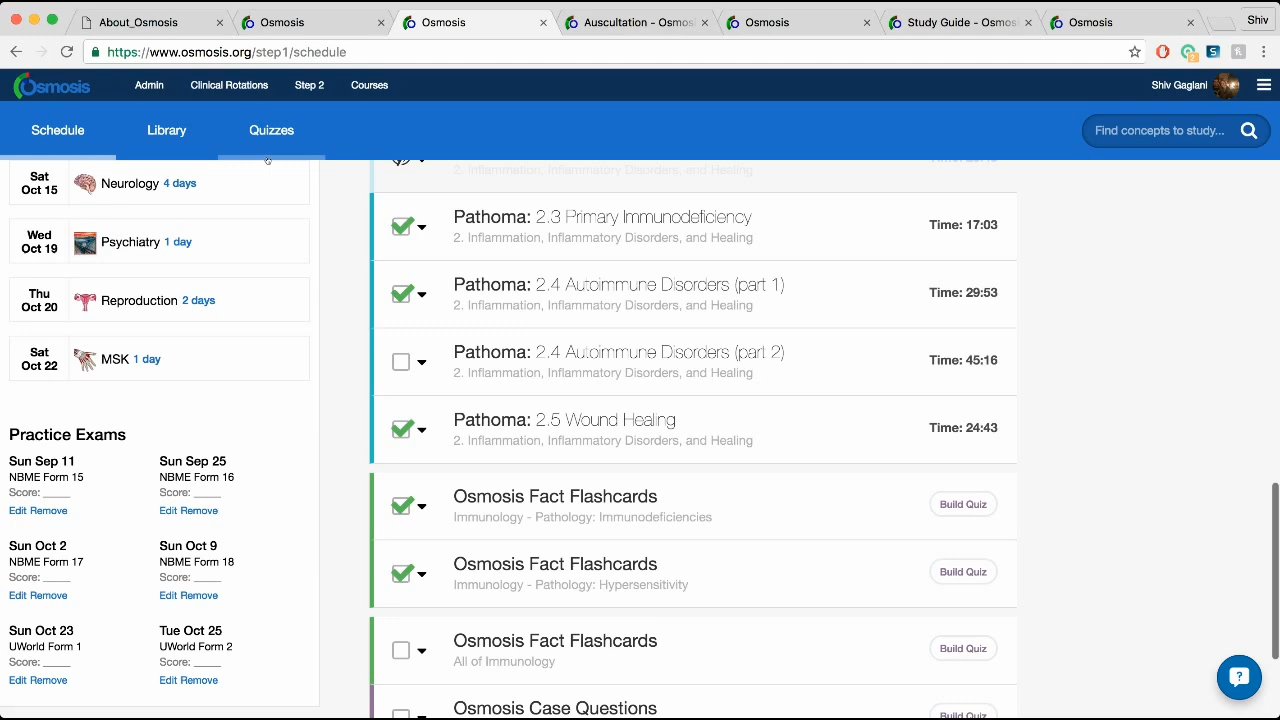 About_Osmosis
Osmosis
Osmosis
Auscultation - Osmosi
Osmosis
Study Guide - Osmosi
Osmosis
Shiv
https://www.osmosis.org/step1/schedule
Osmosis
Admin
Clinical Rotations
Step 2
Courses
Shiv Gaglani
Schedule
Library
Quizzes
Find concepts to study...
Sat
Oct 15
Neurology 4 days
Wed
Oct 19
Psychiatry 1 day
Thu
Oct 20
Reproduction 2 days
Sat
Oct 22
MSK 1 day
Practice Exams
Sun Sep 11
NBME Form 15
Score:
Edit Remove
Sun Sep 25
NBME Form 16
Score:
Edit Remove
Sun Oct 2
NBME Form 17
Score:
Edit Remove
Sun Oct 9
NBME Form 18
Score:
Edit Remove
Sun Oct 23
UWorld Form 1
Score:
Edit Remove
Tue Oct 25
UWorld Form 2
Score:
Edit Remove
2. Inflammation, Inflammatory Disorders, and Healing
Pathoma: 2.3 Primary Immunodeficiency
2. Inflammation, Inflammatory Disorders, and Healing
Time: 17:03
Pathoma: 2.4 Autoimmune Disorders (part 1)
2. Inflammation, Inflammatory Disorders, and Healing
Time: 29:53
Pathoma: 2.4 Autoimmune Disorders (part 2)
2. Inflammation, Inflammatory Disorders, and Healing
Time: 45:16
Pathoma: 2.5 Wound Healing
2. Inflammation, Inflammatory Disorders, and Healing
Time: 24:43
Osmosis Fact Flashcards
Immunology - Pathology: Immunodeficiencies
Build Quiz
Osmosis Fact Flashcards
Immunology - Pathology: Hypersensitivity
Build Quiz
Osmosis Fact Flashcards
All of Immunology
Build Quiz
Osmosis Case Questions
Build Quiz